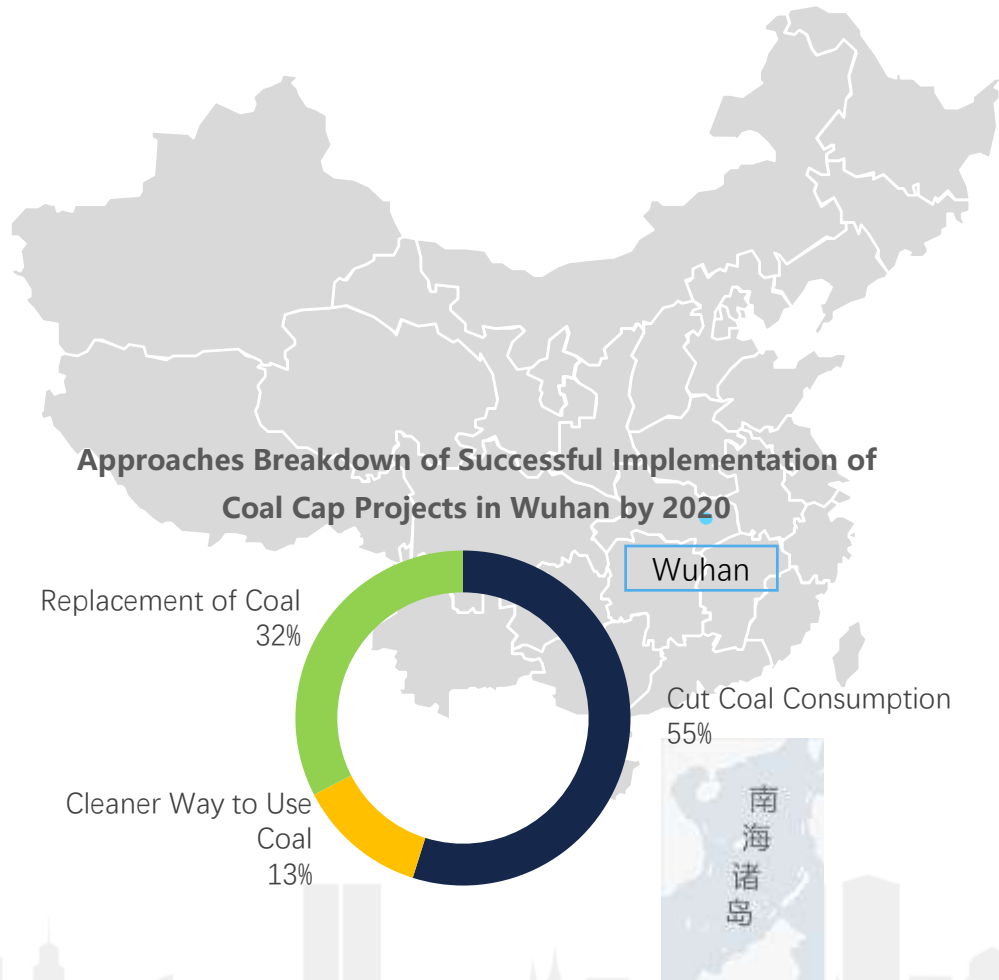 Approaches Breakdown of Successful Implementation of
Coal Cap Projects in Wuhan by 2020
Wuhan
Replacement of Coal
32%
Cut Coal Consumption
55%
Cleaner Way to Use
Coal
13%
南
海
诸
岛